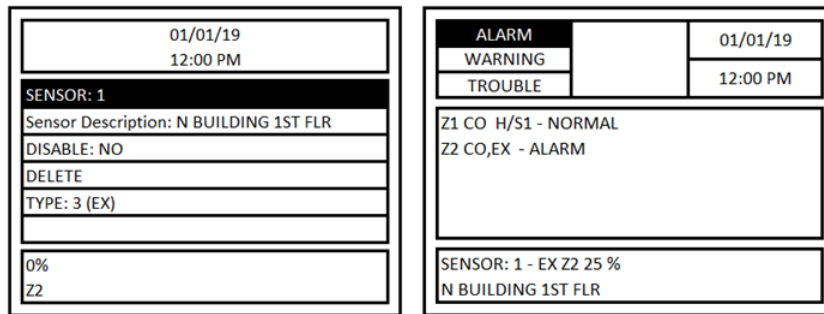 01/01/19
12:00 PM
SENSOR: 1
Sensor Description: N BUILDING 1ST FLR
DISABLE: NO
DELETE
TYPE: 3 (EX)
0%
Z2
ALARM
WARNING
TROUBLE
01/01/19
12:00 PM
Z1 CO H/S1 - NORMAL
Z2 CO,EX - ALARM
SENSOR: 1 - EX Z2 25 %
N BUILDING 1ST FLR